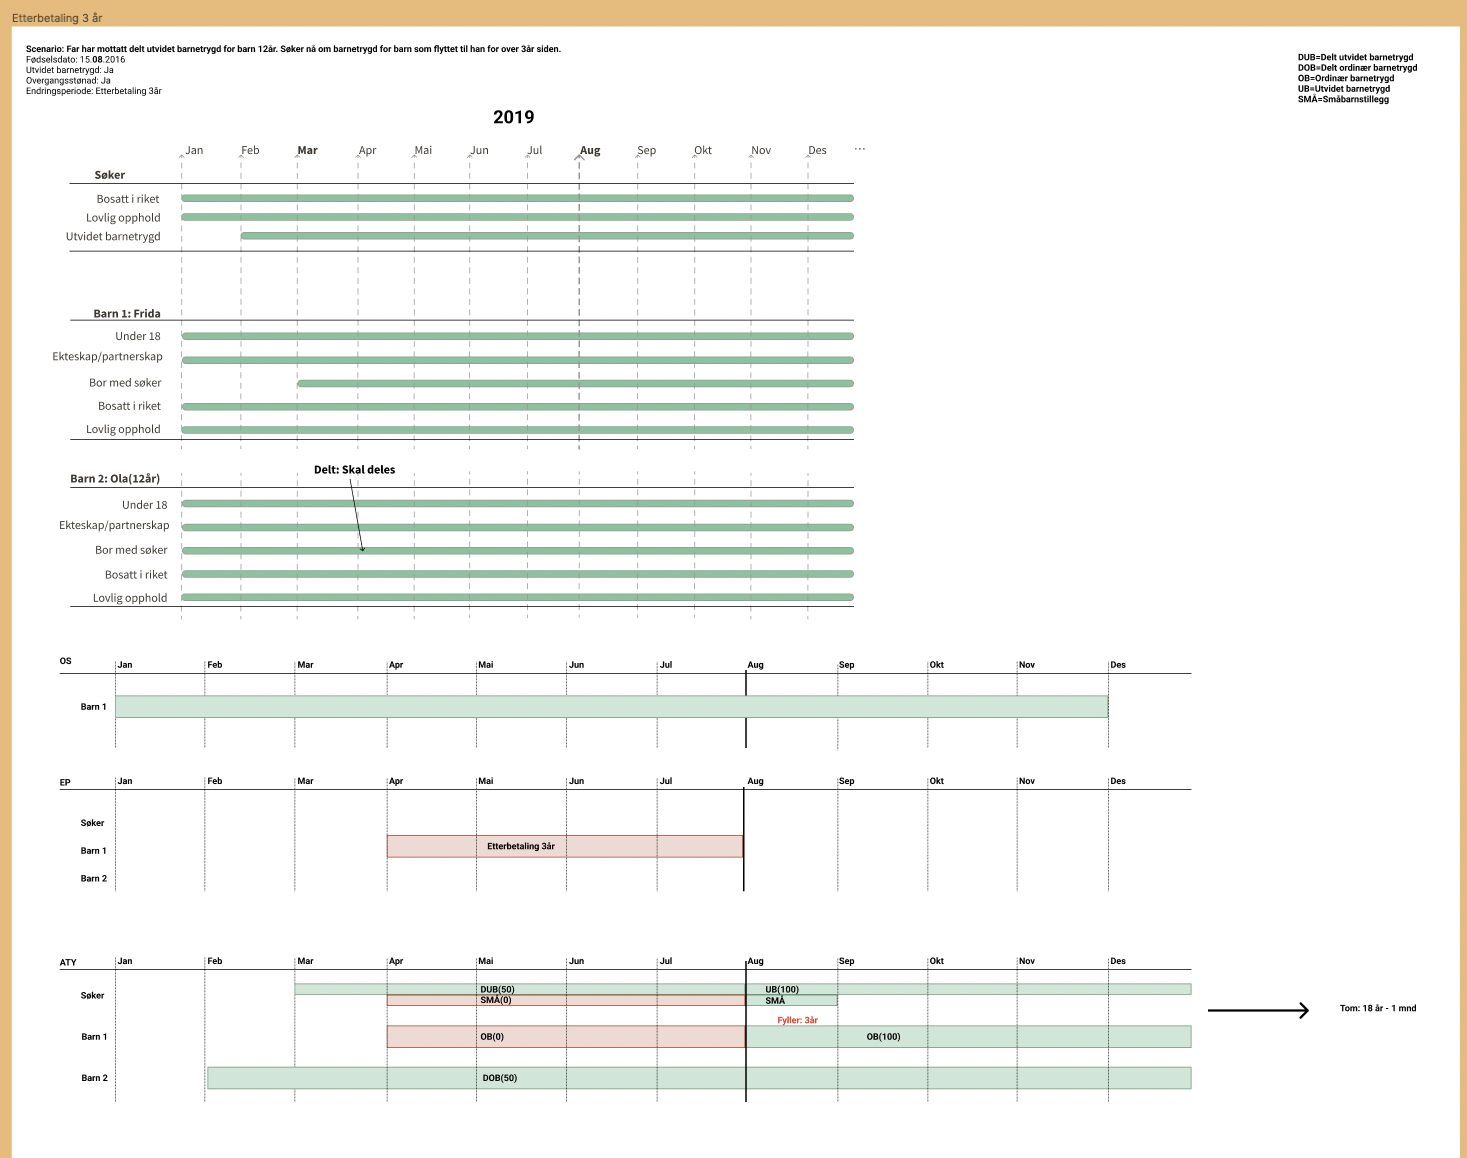 Etterbetaling 3 år
Scenario: Far har mottatt delt utvidet barnetrygd for barn 12år. Søker nå om barnetrygd for barn som flyttet til han for over 3år siden.
Fødselsdato: 15.08.2016
Utvidet barnetrygd: Ja
Overgangsstønad: Ja
Endringsperiode: Etterbetaling 3år
DUB=Delt utvidet barnetrygd
DOB=Delt ordinær barnetrygd
OB=Ordinær barnetrygd
UB=Utvidet barnetrygd
SMÅ=Småbarnstillegg
2019
Jan Feb Mar Apr Mai Jun Jul Aug Sep Okt Nov Des ...
Søker
Bosatt i riket
Lovlig opphold
Utvidet barnetrygd
Barn 1: Frida
Under 18
Ekteskap/partnerskap
Bor med søker
Bosatt i riket
Lovlig opphold
Delt: Skal deles
Barn 2: Ola(12år)
Under 18
Ekteskap/partnerskap
Bor med søker
Bosatt i riket
Lovlig opphold
OS Jan Feb Mar Apr Mai Jun Jul Aug Sep Okt Nov Des
Barn 1
EP Jan Feb Mar Apr Mai Jun Jul Aug Sep Okt Nov Des
Søker
Barn 1 Etterbetaling 3år
Barn 2
ATY Jan Feb Mar Apr Mai Jun Jul Aug Sep Okt Nov Des
Søker DUB(50) UB(100)
SMÅ(0) SMÅ
Tom: 18 år - 1 mnd
Fyller: 3år
Barn 1 OB(0) OB(100)
Barn 2 DOB(50)